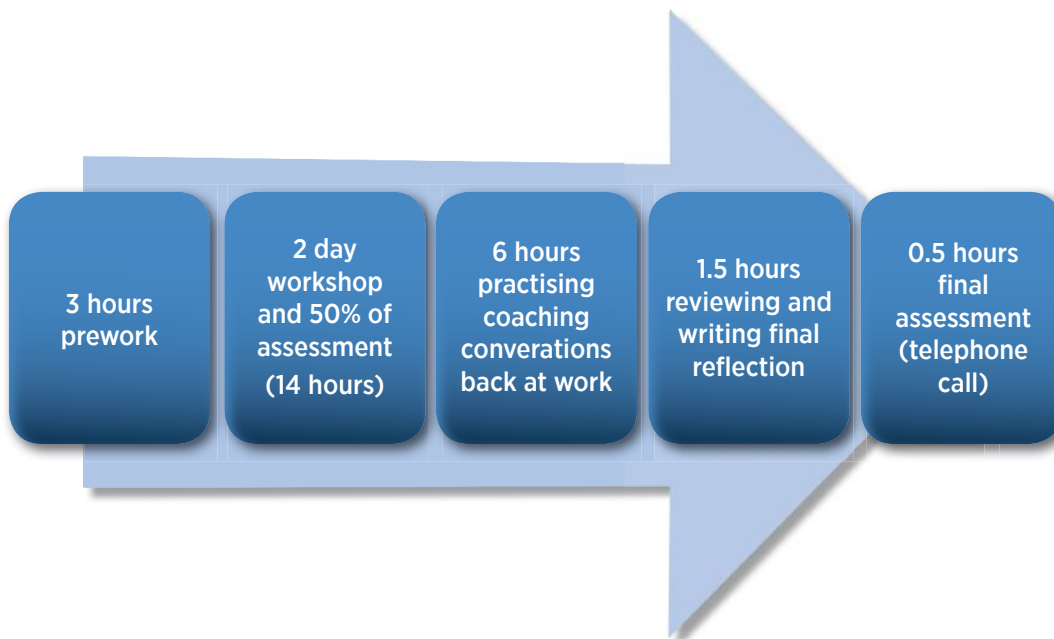 3 hours
prework
2 day
workshop
and 50% of
assessment
(14 hours)
6 hours
practising
coaching
converations
back at work
1.5 hours
reviewing and
writing final
reflection
0.5 hours
final
assessment
(telephone
call)